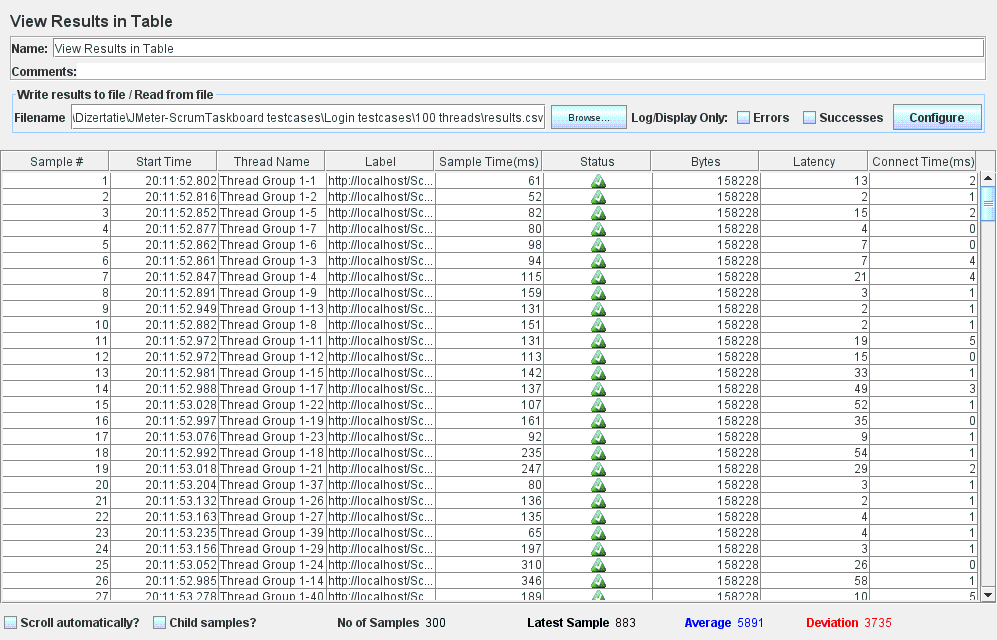 View Results in Table
Name: View Results in Table
Comments:
Write results to file / Read from file
Filename \Dizertatie\JMeter-ScrumTaskboard testcases\Login testcases\100 threads\results.csv Browse... Log/Display Only: Errors Successes Configure
Sample # Start Time Thread Name Label Sample Time(ms) Status Bytes Latency Connect Time(ms)
1 20:11:52.802 Thread Group 1-1 http://localhost/Sc... 61 158228 13 2
2 20:11:52.816 Thread Group 1-2 http://localhost/Sc... 52 158228 2 1
3 20:11:52.852 Thread Group 1-5 http://localhost/Sc... 82 158228 15 2
4 20:11:52.877 Thread Group 1-7 http://localhost/Sc... 80 158228 4 0
5 20:11:52.862 Thread Group 1-6 http://localhost/Sc... 98 158228 7 0
6 20:11:52.861 Thread Group 1-3 http://localhost/Sc... 94 158228 7 4
7 20:11:52.847 Thread Group 1-4 http://localhost/Sc... 115 158228 21 4
8 20:11:52.891 Thread Group 1-9 http://localhost/Sc... 159 158228 3 1
9 20:11:52.949 Thread Group 1-13 http://localhost/Sc... 131 158228 2 1
10 20:11:52.882 Thread Group 1-8 http://localhost/Sc... 151 158228 2 1
11 20:11:52.972 Thread Group 1-11 http://localhost/Sc... 131 158228 19 5
12 20:11:52.972 Thread Group 1-12 http://localhost/Sc... 113 158228 15 0
13 20:11:52.981 Thread Group 1-15 http://localhost/Sc... 142 158228 33 1
14 20:11:52.988 Thread Group 1-17 http://localhost/Sc... 137 158228 49 3
15 20:11:53.028 Thread Group 1-22 http://localhost/Sc... 107 158228 52 1
16 20:11:52.997 Thread Group 1-19 http://localhost/Sc... 161 158228 35 0
17 20:11:53.076 Thread Group 1-23 http://localhost/Sc... 92 158228 9 1
18 20:11:52.992 Thread Group 1-18 http://localhost/Sc... 235 158228 54 1
19 20:11:53.018 Thread Group 1-21 http://localhost/Sc... 247 158228 29 2
20 20:11:53.204 Thread Group 1-37 http://localhost/Sc... 80 158228 3 1
21 20:11:53.132 Thread Group 1-26 http://localhost/Sc... 136 158228 2 1
22 20:11:53.163 Thread Group 1-27 http://localhost/Sc... 135 158228 4 1
23 20:11:53.235 Thread Group 1-39 http://localhost/Sc... 65 158228 4 1
24 20:11:53.156 Thread Group 1-29 http://localhost/Sc... 197 158228 3 1
25 20:11:53.052 Thread Group 1-24 http://localhost/Sc... 310 158228 26 0
26 20:11:52.985 Thread Group 1-14 http://localhost/Sc... 346 158228 58 1
27 20:11:53.278 Thread Group 1-40 http://localhost/Sc... 189 158228 10 5
Scroll automatically? Child samples? No of Samples 300 Latest Sample 883 Average 5891 Deviation 3735